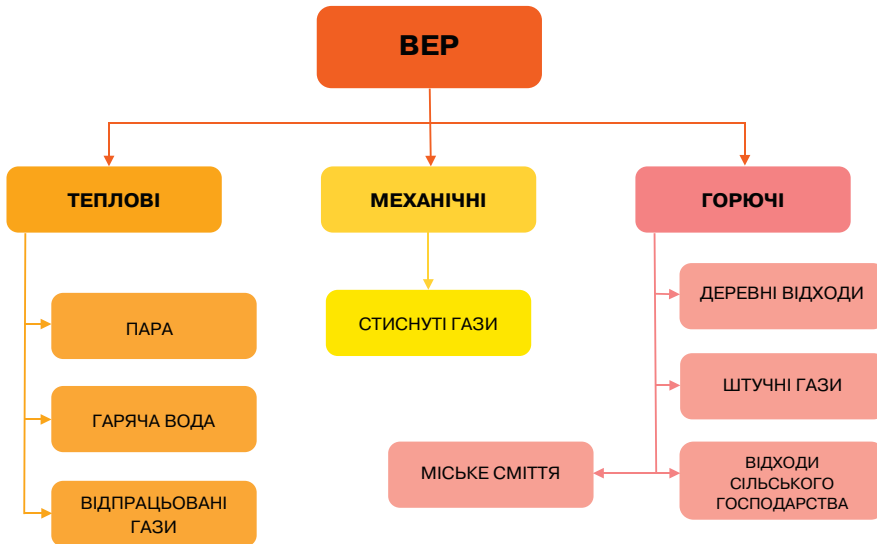 ВЕР
ТЕПЛОВІ
МЕХАНІЧНІ
ГОРЮЧІ
ПАРА
ГАРЯЧА ВОДА
ВІДПРАЦЬОВАНІ
ГАЗИ
СТИСНУТІ ГАЗИ
ДЕРЕВНІ ВІДХОДИ
ШТУЧНІ ГАЗИ
МІСЬКЕ СМІТТЯ
ВІДХОДИ
СІЛЬСЬКОГО
ГОСПОДАРСТВА